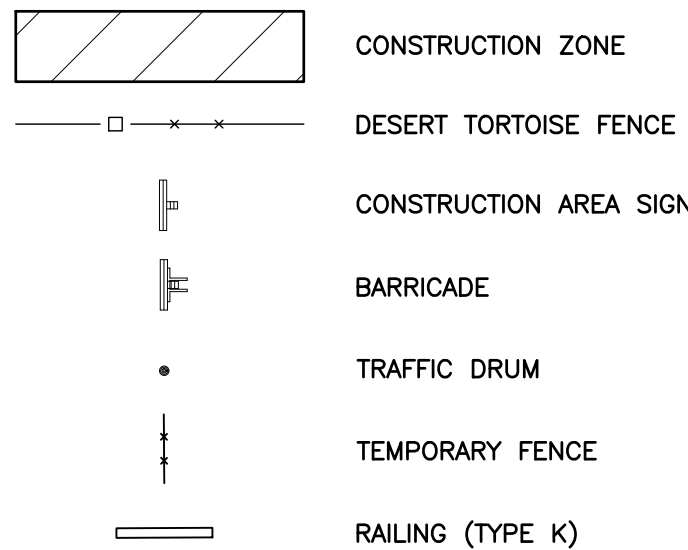 CONSTRUCTION ZONE
DESERT TORTOISE FENCE
CONSTRUCTION AREA SIGN
BARRICADE
TRAFFIC DRUM
TEMPORARY FENCE
RAILING (TYPE K)